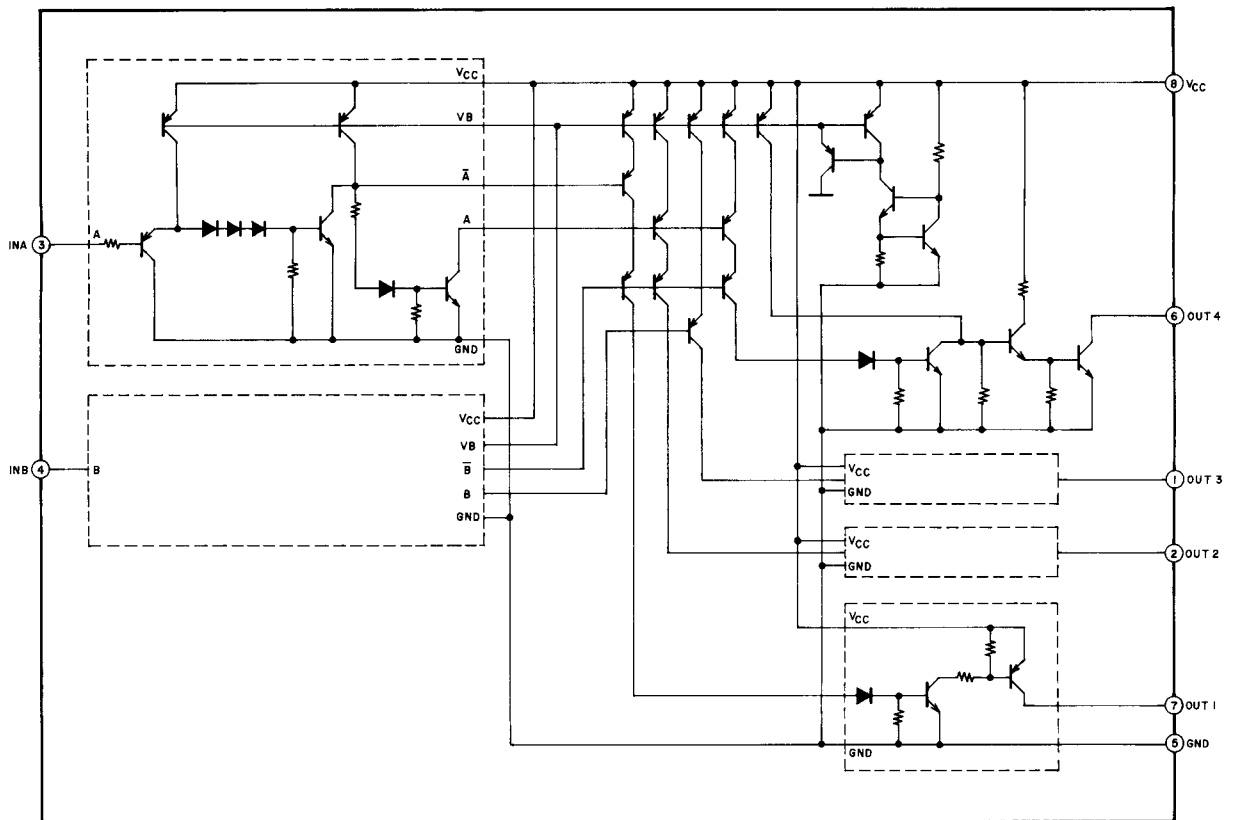 VCC
8 VCC
VB
A̅
A
A
INA 3
GND
6 OUT 4
VCC
VB
INB 4
B
B̅
B
GND
VCC
GND
1 OUT 3
VCC
GND
2 OUT 2
VCC
7 OUT 1
GND
5 GND